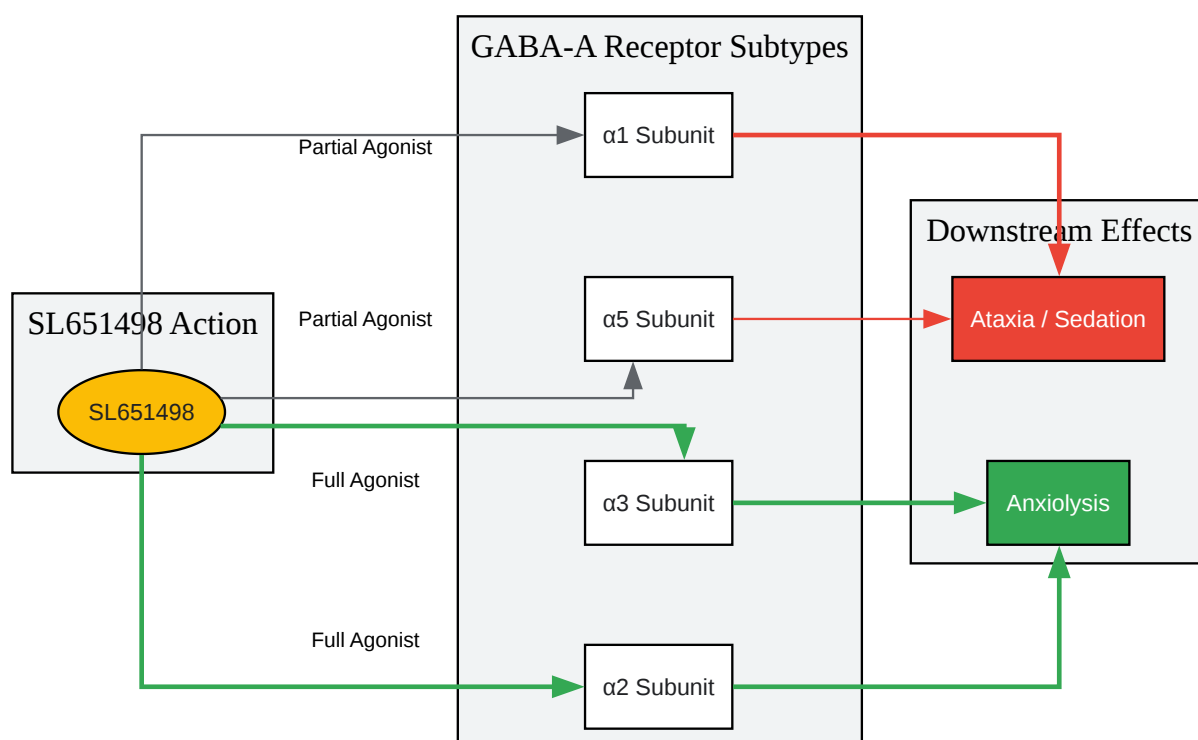 GABA-A Receptor Subtypes
α1 Subunit
Partial Agonist
Downstream Effects
SL651498 Action
Partial Agonist
α5 Subunit
Ataxia / Sedation
SL651498
Full Agonist
α3 Subunit
Anxiolysis
Full Agonist
α2 Subunit